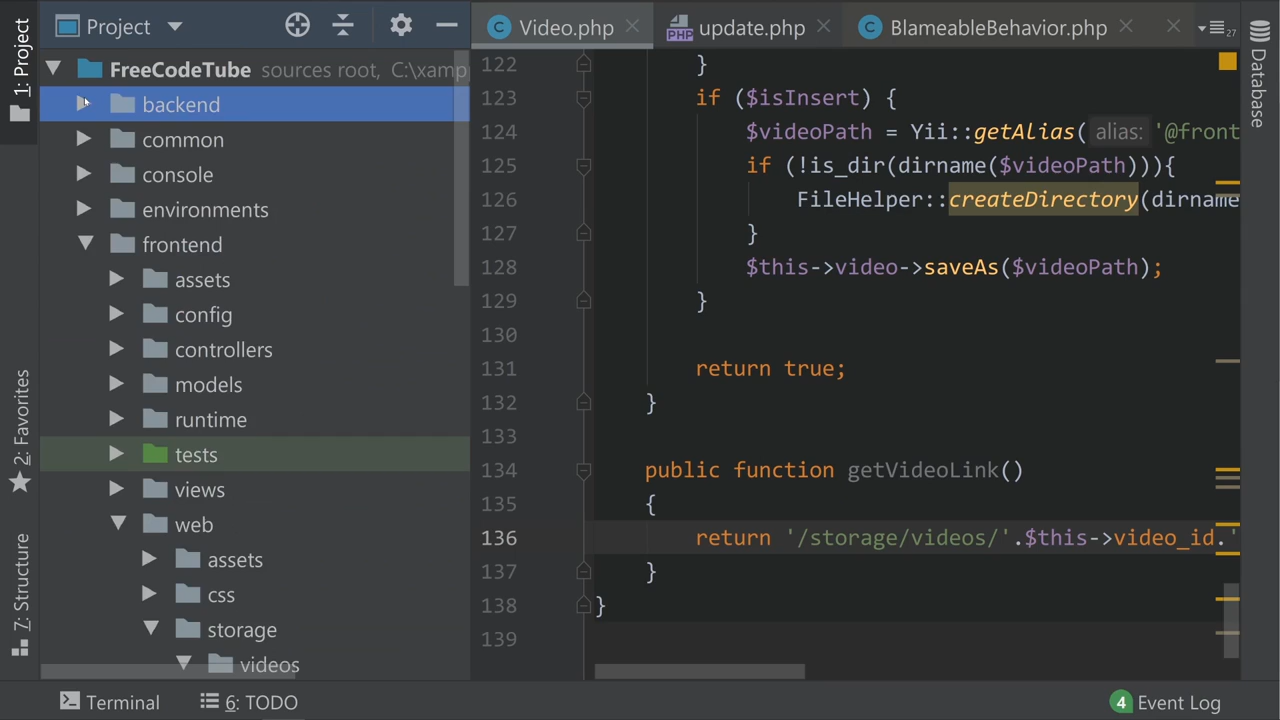 1: Project
2: Favorites
7: Structure
Project
FreeCodeTube sources root, C:\xampp
backend
common
console
environments
frontend
assets
config
controllers
models
runtime
tests
views
web
assets
css
storage
videos
Video.php
PHP update.php
BlameableBehavior.php
27
122 }
123 if ($isInsert) {
124 $videoPath = Yii::getAlias( alias: '@front
125 if (!is_dir(dirname($videoPath))){
126 FileHelper::createDirectory(dirname
127 }
128 $this->video->saveAs($videoPath);
129 }
130
131 return true;
132 }
133
134 public function getVideoLink()
135 {
136 return '/storage/videos/'.$this->video_id.'
137 }
138 }
139
Database
Terminal
6: TODO
4 Event Log